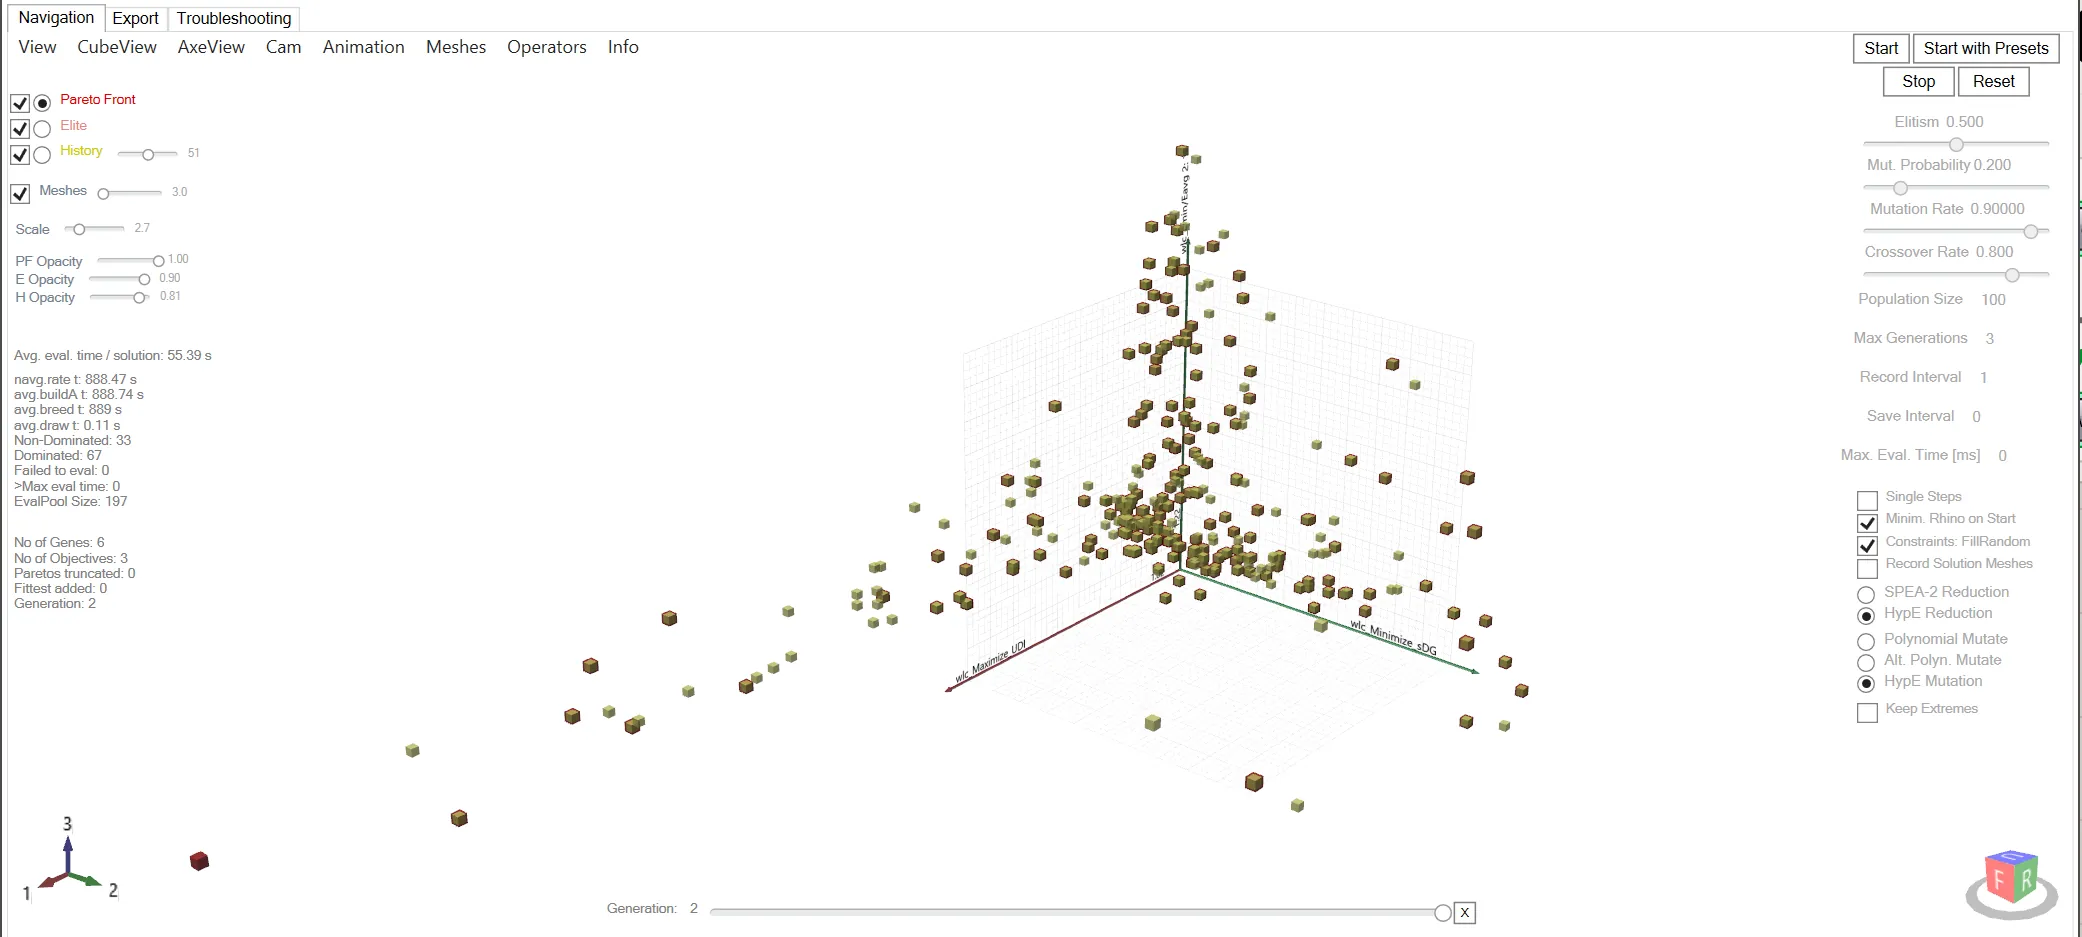 Navigation Export Troubleshooting
View CubeView AxeView Cam Animation Meshes Operators Info
Start Start with Presets
Stop Reset
Pareto Front
Elite
History 51
Meshes 3.0
Scale 2.7
PF Opacity 1.00
E Opacity 0.90
H Opacity 0.81
Avg. eval. time / solution: 55.39 s
navg.rate t: 888.47 s
avg.buildA t: 888.74 s
avg.breed t: 889 s
avg.draw t: 0.11 s
Non-Dominated: 33
Dominated: 67
Failed to eval: 0
>Max eval time: 0
EvalPool Size: 197
No of Genes: 6
No of Objectives: 3
Paretos truncated: 0
Fittest added: 0
Generation: 2
wlc_Maximize_UDI
wlc_Minimize_sDG
Elitism 0.500
Mut. Probability 0.200
Mutation Rate 0.90000
Crossover Rate 0.800
Population Size 100
Max Generations 3
Record Interval 1
Save Interval 0
Max. Eval. Time [ms] 0
Single Steps
Minim. Rhino on Start
Constraints: FillRandom
Record Solution Meshes
SPEA-2 Reduction
HypE Reduction
Polynomial Mutate
Alt. Polyn. Mutate
HypE Mutation
Keep Extremes
3
1 2
Generation: 2 X
F R